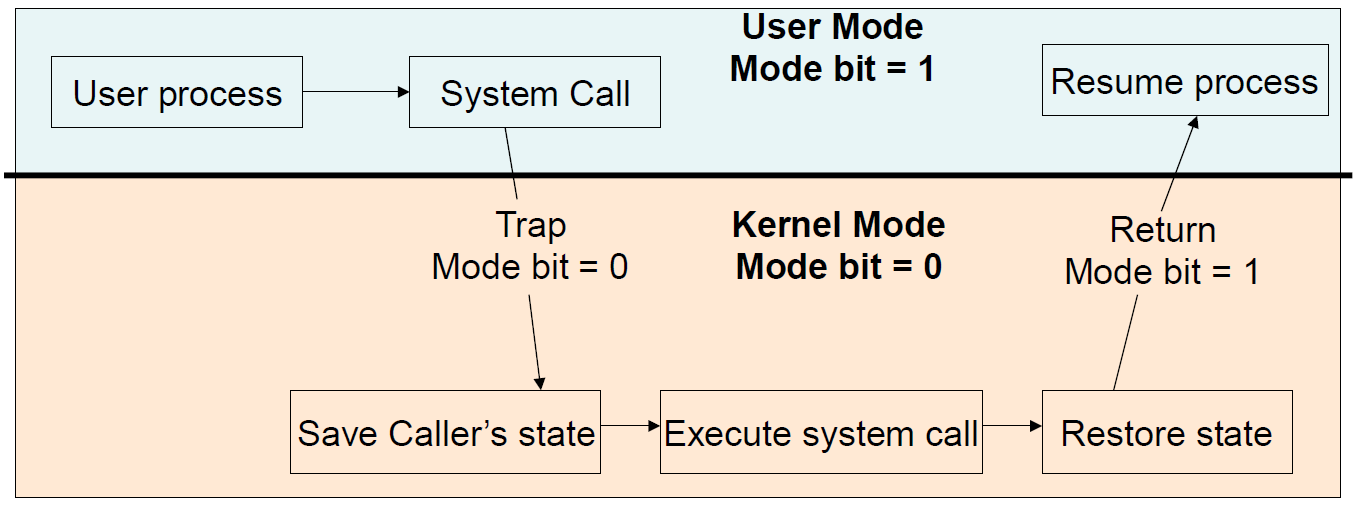 User Mode
Mode bit = 1
User process
System Call
Resume process
Trap
Mode bit = 0
Kernel Mode
Mode bit = 0
Return
Mode bit = 1
Save Caller’s state
Execute system call
Restore state